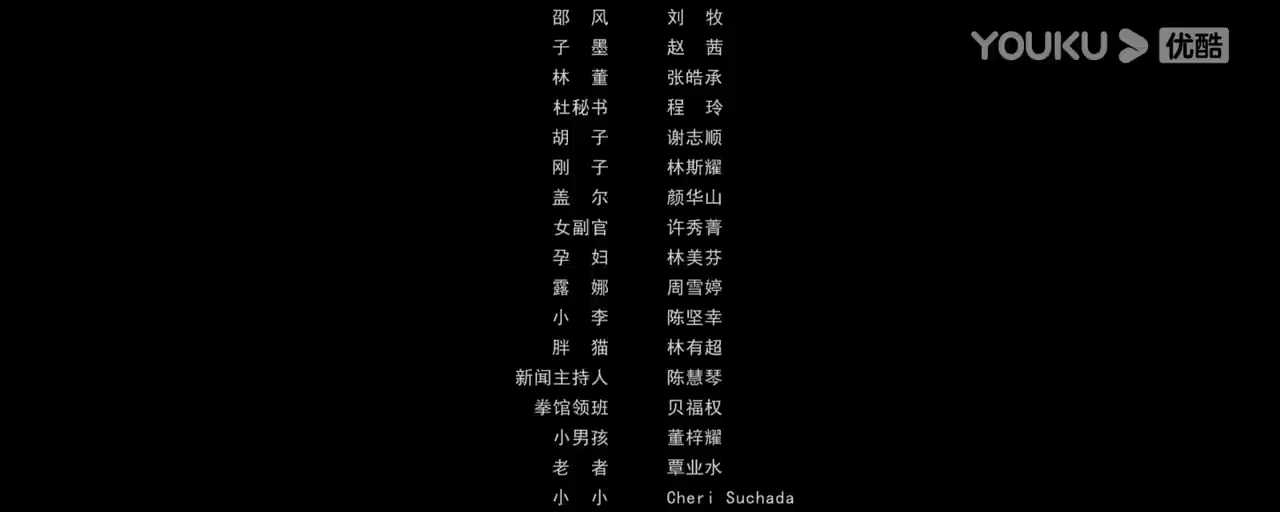 YOUKU 优酷
邵风 刘牧
子墨 赵茜
林董 张皓承
杜秘书 程玲
胡子 谢志顺
刚子 林斯耀
盖尔 颜华山
女副官 许秀菁
孕妇 林美芬
露娜 周雪婷
小李 陈坚幸
胖猫 林有超
新闻主持人 陈慧琴
拳馆领班 贝福权
小男孩 董梓耀
老者 覃业水
小小 Cheri Suchada